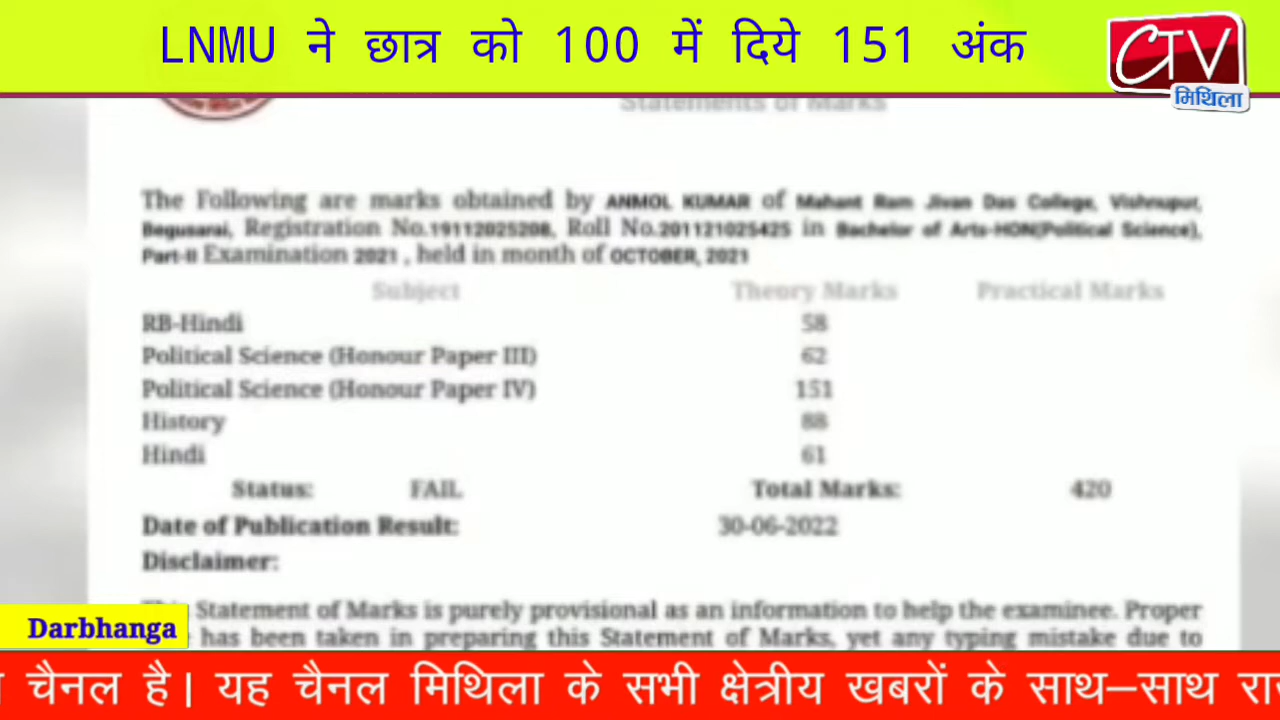 LNMU ने छात्र को 100 में दिये 151 अंक
CTV
मिथिला
Statements of Marks
The Following are marks obtained by ANMOL KUMAR of Mahant Ram Jivan Das College, Vishnupur,
Begusarai, Registration No.19112025208, Roll No.201121025425 in Bachelor of Arts-HON(Political Science),
Part-II Examination 2021 , held in month of OCTOBER, 2021
Subject Theory Marks Practical Marks
RB-Hindi 58
Political Science (Honour Paper III) 62
Political Science (Honour Paper IV) 151
History 88
Hindi 61
Status: FAIL Total Marks: 420
Date of Publication Result: 30-06-2022
Disclaimer:
This Statement of Marks is purely provisional as an information to help the examinee. Proper
has been taken in preparing this Statement of Marks, yet any typing mistake due to
Darbhanga
चैनल है। यह चैनल मिथिला के सभी क्षेत्रीय खबरों के साथ–साथ